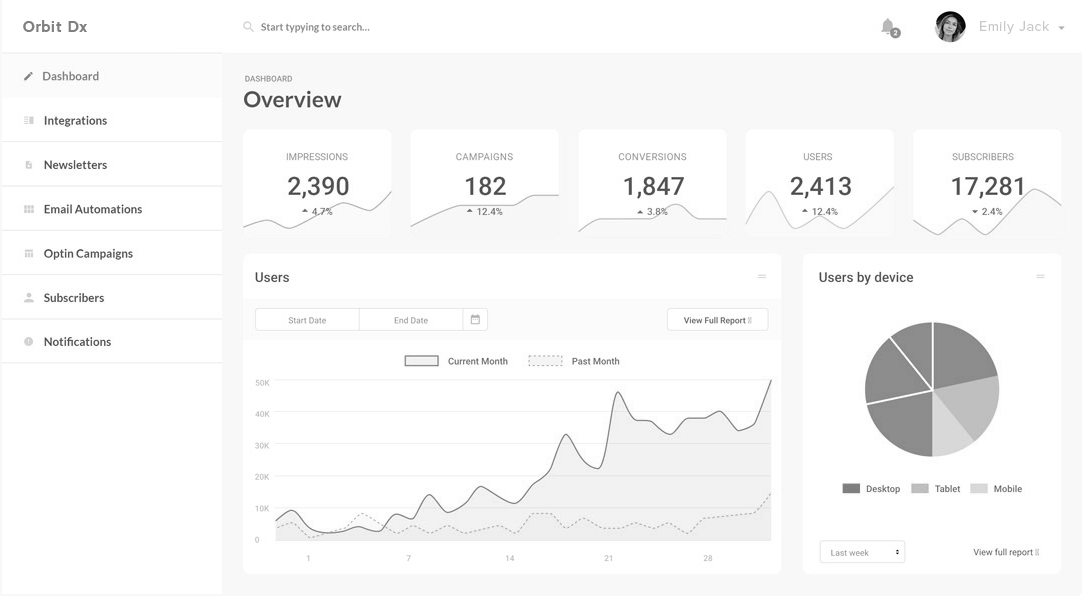 Orbit Dx
Start typying to search...
2
Emily Jack
Dashboard
Integrations
Newsletters
Email Automations
Optin Campaigns
Subscribers
Notifications
DASHBOARD
Overview
IMPRESSIONS
2,390
4.7%
CAMPAIGNS
182
12.4%
CONVERSIONS
1,847
3.8%
USERS
2,413
12.4%
SUBSCRIBERS
17,281
2.4%
Users
Start Date
End Date
View Full Report
Current Month
Past Month
50K
40K
30K
20K
10K
0
1
7
14
21
28
Users by device
Desktop
Tablet
Mobile
Last week
View full report